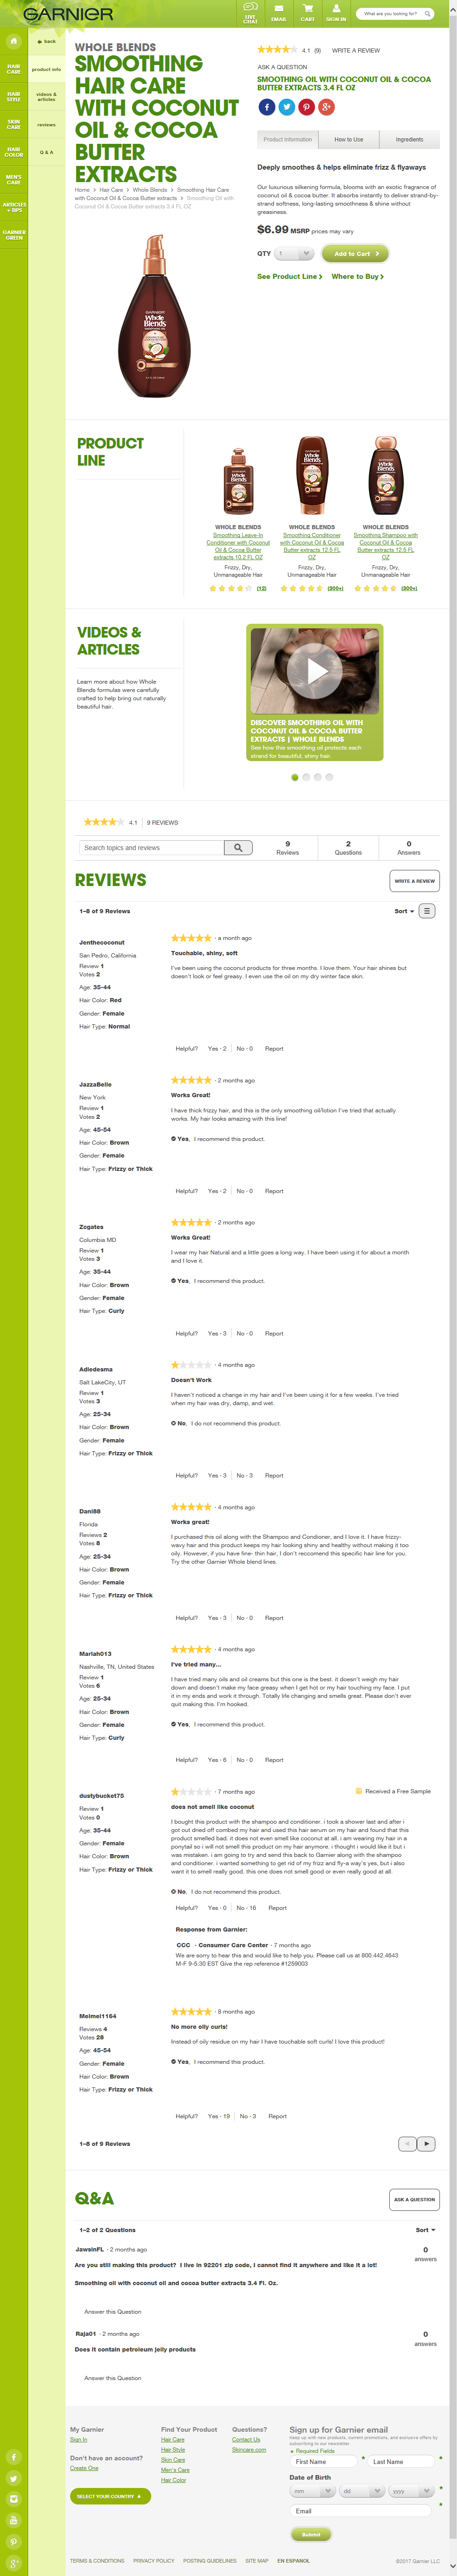 GARNIER
LIVE CHAT
EMAIL
CART
SIGN IN
What are you looking for?
HAIR CARE
HAIR STYLE
SKIN CARE
HAIR COLOR
MEN'S CARE
ARTICLES + TIPS
GARNIER GREEN
back
product info
videos & articles
reviews
Q & A
WHOLE BLENDS
SMOOTHING
HAIR CARE
WITH COCONUT
OIL & COCOA
BUTTER
EXTRACTS
Home > Hair Care > Whole Blends > Smoothing Hair Care
with Coconut Oil & Cocoa Butter extracts > Smoothing Oil with
Coconut Oil & Cocoa Butter extracts 3.4 FL OZ
4.1 (9) WRITE A REVIEW
ASK A QUESTION
SMOOTHING OIL WITH COCONUT OIL & COCOA
BUTTER EXTRACTS 3.4 FL OZ
Product Information
How to Use
Ingredients
Deeply smoothes & helps eliminate frizz & flyaways
Our luxurious silkening formula, blooms with an exotic fragrance of
coconut oil & cocoa butter. It absorbs instantly to deliver strand-by-
strand softness, long-lasting smoothness & shine without
greasiness.
$6.99 MSRP prices may vary
QTY 1 Add to Cart >
See Product Line > Where to Buy >
GARNIER
Whole Blends
PRODUCT
LINE
WHOLE BLENDS
Smoothing Leave-In
Conditioner with Coconut
Oil & Cocoa Butter
extracts 10.2 FL OZ
Frizzy, Dry,
Unmanageable Hair
(12)
WHOLE BLENDS
Smoothing Conditioner
with Coconut Oil & Cocoa
Butter extracts 12.5 FL
OZ
Frizzy, Dry,
Unmanageable Hair
(300+)
WHOLE BLENDS
Smoothing Shampoo with
Coconut Oil & Cocoa
Butter extracts 12.5 FL
OZ
Frizzy, Dry,
Unmanageable Hair
(300+)
VIDEOS &
ARTICLES
Learn more about how Whole
Blends formulas were carefully
crafted to help bring out naturally
beautiful hair.
DISCOVER SMOOTHING OIL WITH
COCONUT OIL & COCOA BUTTER
EXTRACTS | WHOLE BLENDS
See how this smoothing oil protects each
strand for beautiful, shiny hair.
4.1 | 9 REVIEWS
Search topics and reviews
9
Reviews
2
Questions
0
Answers
REVIEWS
WRITE A REVIEW
1–8 of 9 Reviews
Sort
Jenthecoconut
San Pedro, California
Review 1
Votes 2
Age: 35-44
Hair Color: Red
Gender: Female
Hair Type: Normal
· a month ago
Touchable, shiny, soft
I've been using the coconut products for three months. I love them. Your hair shines but
doesn't look or feel greasy. I even use the oil on my dry winter face skin.
Helpful? Yes · 2 No · 0 Report
JazzaBelle
New York
Review 1
Votes 2
Age: 45-54
Hair Color: Brown
Gender: Female
Hair Type: Frizzy or Thick
· 2 months ago
Works Great!
I have thick frizzy hair, and this is the only smoothing oil/lotion I've tried that actually
works. My hair looks amazing with this line!
Yes, I recommend this product.
Helpful? Yes · 2 No · 0 Report
Zcgates
Columbia MD
Review 1
Votes 3
Age: 35-44
Hair Color: Brown
Gender: Female
Hair Type: Curly
· 2 months ago
Works Great!
I wear my hair Natural and a little goes a long way. I have been using it for about a month
and I love it.
Yes, I recommend this product.
Helpful? Yes · 3 No · 0 Report
Adledesma
Salt LakeCity, UT
Review 1
Votes 3
Age: 25-34
Hair Color: Brown
Gender: Female
Hair Type: Frizzy or Thick
· 4 months ago
Doesn't Work
I haven't noticed a change in my hair and I've been using it for a few weeks. I've tried
when my hair was dry, damp, and wet.
No, I do not recommend this product.
Helpful? Yes · 3 No · 3 Report
Dani88
Florida
Reviews 2
Votes 8
Age: 25-34
Hair Color: Brown
Gender: Female
Hair Type: Frizzy or Thick
· 4 months ago
Works great!
I purchased this oil along with the Shampoo and Condioner, and I love it. I have frizzy-
wavy hair and this product keeps my hair looking shiny and healthy without making it too
oily. However, if you have fine- thin hair, I don't reccomend this specific hair line for you.
Try the other Garnier Whole blend lines.
Helpful? Yes · 3 No · 0 Report
Mariah013
Nashville, TN, United States
Review 1
Votes 6
Age: 25-34
Hair Color: Brown
Gender: Female
Hair Type: Curly
· 4 months ago
I've tried many...
I have tried many oils and oil creams but this one is the best. it doesn't weigh my hair
down and doesn't make my face greasy when I get hot or my hair touching my face. I put
it in my ends and work it through. Totally life changing and smells great. Please don't ever
quit making this. I'm hooked.
Yes, I recommend this product.
Helpful? Yes · 6 No · 0 Report
dustybucket75
Review 1
Votes 0
Age: 35-44
Gender: Female
Hair Color: Brown
Hair Type: Frizzy or Thick
· 7 months ago
Received a Free Sample
does not smell like coconut
I bought this product with the shampoo and conditioner. i took a shower last and after i
got out dried oft combed my hair and used this hair serum on my hair and found that this
product smelled bad. it does not even smell like coconut at all. i am wearing my hair in a
ponytail so i will not smell this product on my hair anymore. i thought i would like it but i
was mestaken. i am going to try and send this back to Garnier along with the shampoo
and conditioner. i wanted something to get rid of my frizz and fly a way's yes, but i also
want it to smell really good. this one does not smell good or even really good at all.
No, I do not recommend this product.
Helpful? Yes · 0 No · 16 Report
Response from Garnier:
CCC - Consumer Care Center · 7 months ago
We are sorry to hear this and would like to help you. Please call us at 800.442.4643
M-F 9-5:30 EST Give the rep reference #1259003
Meimei1164
Reviews 4
Votes 28
Age: 45-54
Gender: Female
Hair Color: Brown
Hair Type: Frizzy or Thick
· 8 months ago
No more oily curls!
Instead of oily residue on my hair I have touchable soft curls! I love this product!
Yes, I recommend this product.
Helpful? Yes · 19 No · 3 Report
1–8 of 9 Reviews
Q&A
ASK A QUESTION
1–2 of 2 Questions
Sort
JawsinFL · 2 months ago
Are you still making this product? I live in 92201 zip code, I cannot find it anywhere and like it a lot!
Smoothing oil with coconut oil and cocoa butter extracts 3.4 Fl. Oz.
0
answers
Answer this Question
Raja01 · 2 months ago
Does it contain petroleum jelly products
0
answers
Answer this Question
My Garnier
Sign In
Don't have an account?
Create One
SELECT YOUR COUNTRY
Find Your Product
Hair Care
Hair Style
Skin Care
Men's Care
Hair Color
Questions?
Contact Us
Skincare.com
Sign up for Garnier email
Keep up with new products, current promotions, and exclusive offers by
subscribing to our newsletter.
Required Fields
First Name * Last Name *
Date of Birth
mm dd yyyy *
Email *
Submit
TERMS & CONDITIONS PRIVACY POLICY POSTING GUIDELINES SITE MAP EN ESPANOL
©2017 Garnier LLC